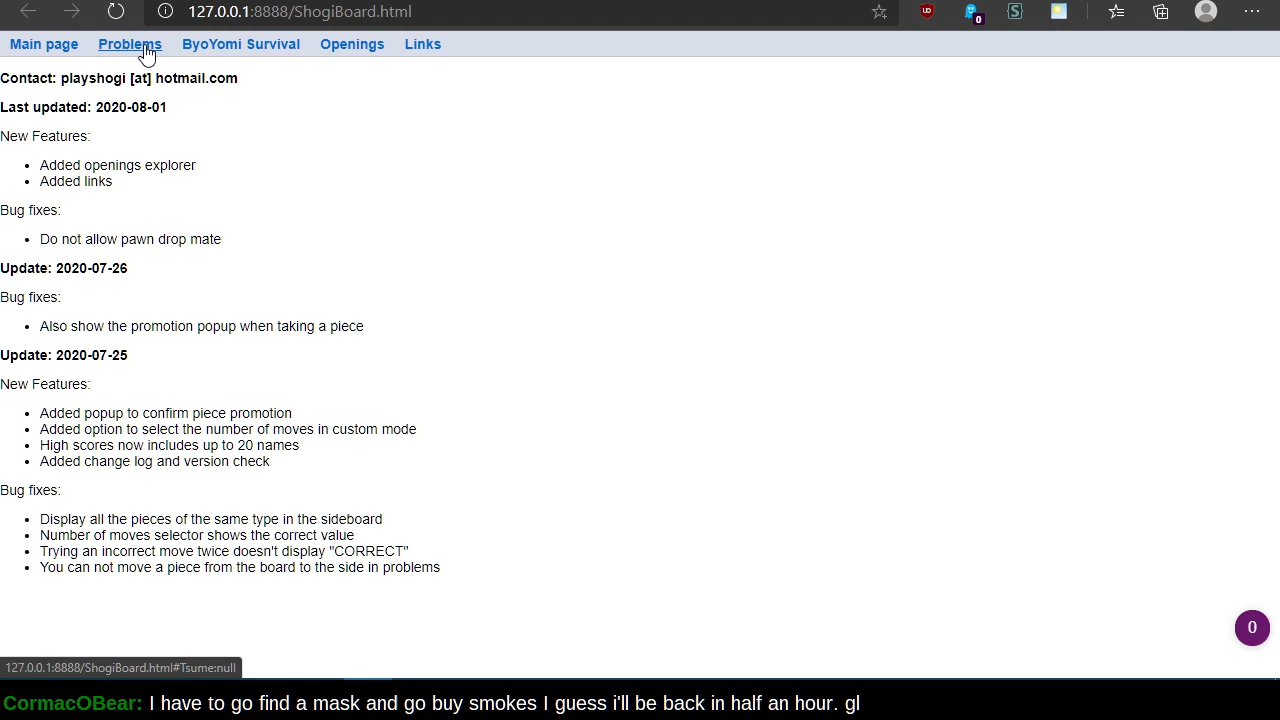 127.0.0.1:8888/ShogiBoard.html
0
Main page Problems ByoYomi Survival Openings Links
Contact: playshogi [at] hotmail.com
Last updated: 2020-08-01
New Features:
Added openings explorer
Added links
Bug fixes:
Do not allow pawn drop mate
Update: 2020-07-26
Bug fixes:
Also show the promotion popup when taking a piece
Update: 2020-07-25
New Features:
Added popup to confirm piece promotion
Added option to select the number of moves in custom mode
High scores now includes up to 20 names
Added change log and version check
Bug fixes:
Display all the pieces of the same type in the sideboard
Number of moves selector shows the correct value
Trying an incorrect move twice doesn't display "CORRECT"
You can not move a piece from the board to the side in problems
0
127.0.0.1:8888/ShogiBoard.html#Tsume:null
CormacOBear: I have to go find a mask and go buy smokes I guess i'll be back in half an hour. gl